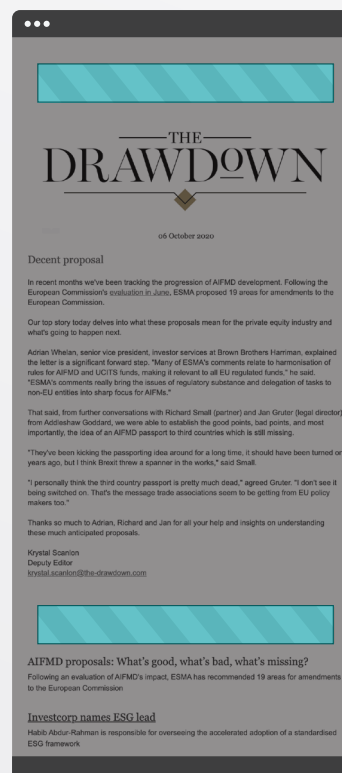 THE
DRAWDOWN
06 October 2020
Decent proposal
In recent months we've been tracking the progression of AIFMD development. Following the
European Commission's evaluation in June, ESMA proposed 19 areas for amendments to the
European Commission.
Our top story today delves into what these proposals mean for the private equity industry and
what's going to happen next.
Adrian Whelan, senior vice president, investor services at Brown Brothers Harriman, explained
the letter is a significant forward step. "Many of ESMA's comments relate to harmonisation of
rules for AIFMD and UCITS funds, making it relevant to all EU regulated funds," he said.
"ESMA's comments really bring the issues of regulatory substance and delegation of tasks to
non-EU entities into sharp focus for AIFMs."
That said, from further conversations with Richard Small (partner) and Jan Gruter (legal director)
from Addleshaw Goddard, we were able to establish the good points, bad points, and most
importantly, the idea of an AIFMD passport to third countries which is still missing.
"They've been kicking the passporting idea around for a long time, it should have been turned on
years ago, but I think Brexit threw a spanner in the works," said Small.
"I personally think the third country passport is pretty much dead," agreed Gruter. "I don't see it
being switched on. That's the message trade associations seem to be getting from EU policy
makers too."
Thanks so much to Adrian, Richard and Jan for all your help and insights on understanding
these much anticipated proposals.
Krystal Scanlon
Deputy Editor
krystal.scanlon@the-drawdown.com
AIFMD proposals: What's good, what's bad, what's missing?
Following an evaluation of AIFMD's impact, ESMA has recommended 19 areas for amendments
to the European Commission
Investcorp names ESG lead
Habib Abdur-Rahman is responsible for overseeing the accelerated adoption of a standardised
ESG framework